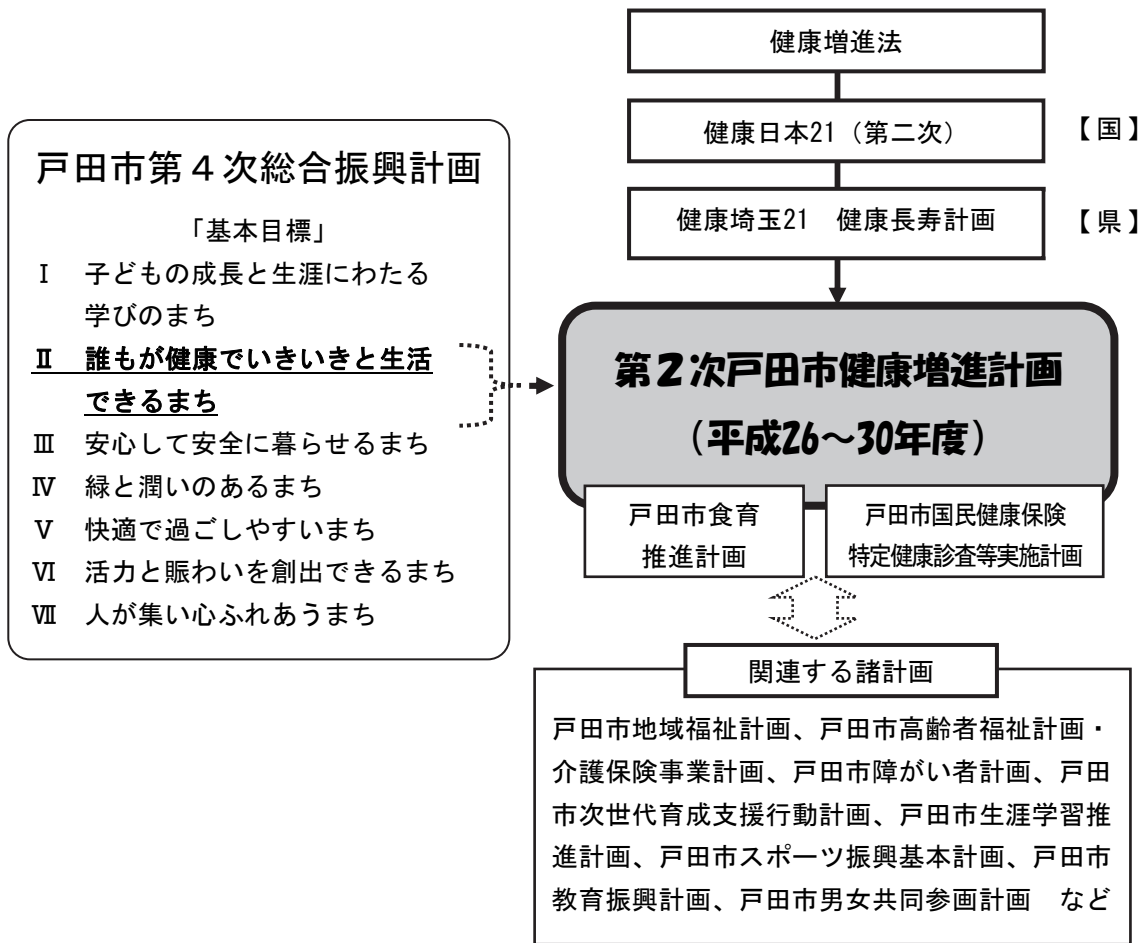 戸田市第４次総合振興計画
「基本目標」
Ⅰ 子どもの成長と生涯にわたる
学びのまち
Ⅱ 誰もが健康でいきいきと生活
できるまち
Ⅲ 安心して安全に暮らせるまち
Ⅳ 緑と潤いのあるまち
Ⅴ 快適で過ごしやすいまち
Ⅵ 活力と賑わいを創出できるまち
Ⅶ 人が集い心ふれあうまち
健康増進法
健康日本21（第二次）
【国】
健康埼玉21　健康長寿計画
【県】
第２次戸田市健康増進計画
（平成26～30年度）
戸田市食育
推進計画
戸田市国民健康保険
特定健康診査等実施計画
関連する諸計画
戸田市地域福祉計画、戸田市高齢者福祉計画・
介護保険事業計画、戸田市障がい者計画、戸田
市次世代育成支援行動計画、戸田市生涯学習推
進計画、戸田市スポーツ振興基本計画、戸田市
教育振興計画、戸田市男女共同参画計画　など